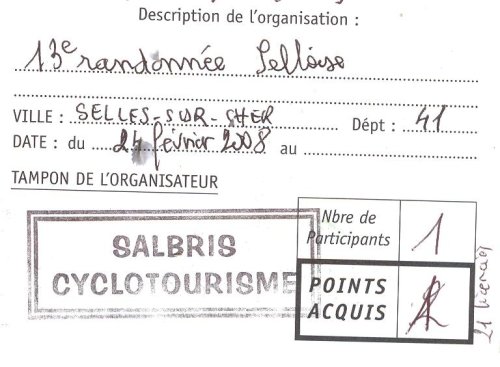 Description de l'organisation :
13e randonnée Selloise
VILLE : SELLES-SUR-CHER Dépt : 41
DATE : du 24 février 2008 au
TAMPON DE L'ORGANISATEUR
SALBRIS
CYCLOTOURISME
Nbre de
Participants 1
POINTS
ACQUIS
21